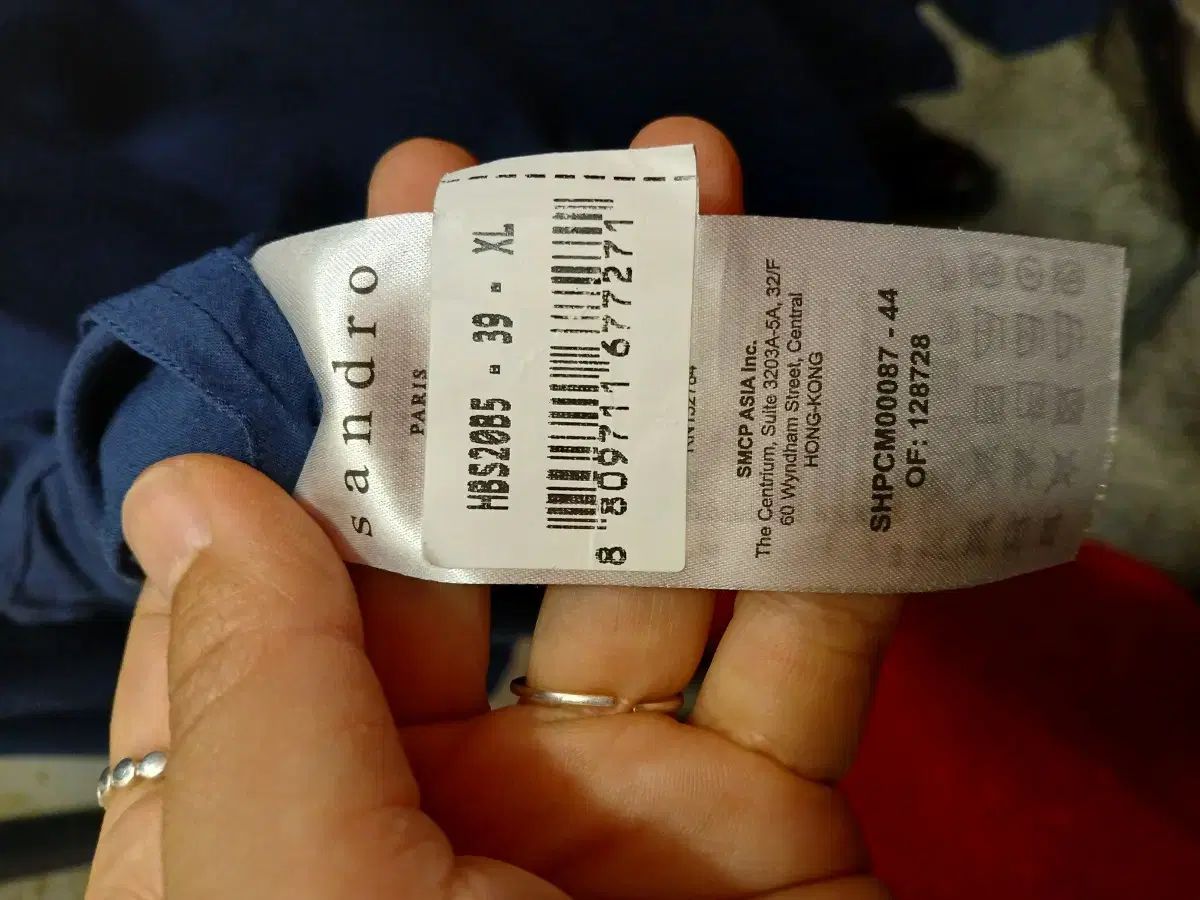 sandro
PARIS
HBS20B5 - 39 - XL
8 809711 677271
SMCP ASIA Inc.
The Centrium, Suite 3203A-5A, 32/F
60 Wyndham Street, Central
HONG-KONG
SHPCM00087 - 44
OF: 128728